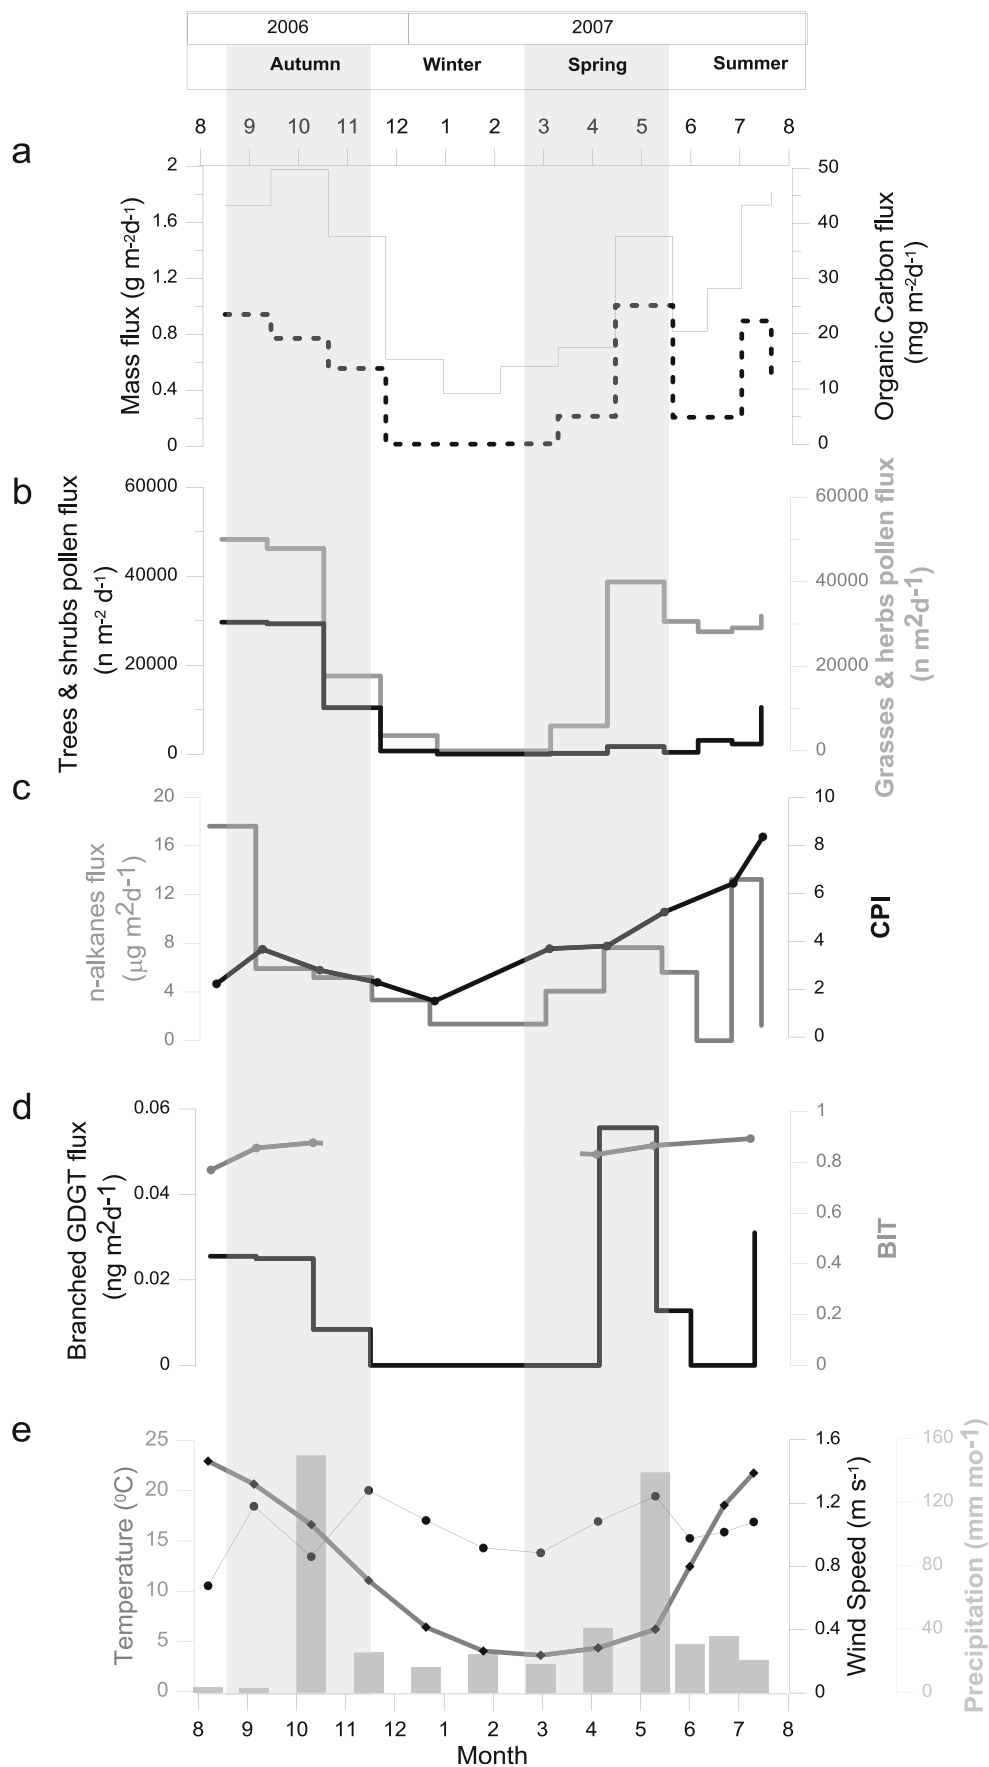 2006 2007
Autumn Winter Spring Summer
8 9 10 11 12 1 2 3 4 5 6 7 8
a
Mass flux (g m-2d-1)
2
1.6
1.2
0.8
0.4
0
50
40
30
20
10
0
Organic Carbon flux
(mg m-2d-1)
b
Trees & shrubs pollen flux
(n m-2 d-1)
60000
40000
20000
0
60000
40000
20000
0
Grasses & herbs pollen flux
(n m2d-1)
c
n-alkanes flux
(μg m2d-1)
20
16
12
8
4
0
10
8
6
4
2
0
CPI
d
Branched GDGT flux
(ng m2d-1)
0.06
0.04
0.02
0
1
0.8
0.6
0.4
0.2
0
BIT
e
Temperature (0C)
25
20
15
10
5
0
1.6
1.2
0.8
0.4
0
Wind Speed (m s-1)
160
120
80
40
0
Precipitation (mm mo-1)
8 9 10 11 12 1 2 3 4 5 6 7 8
Month